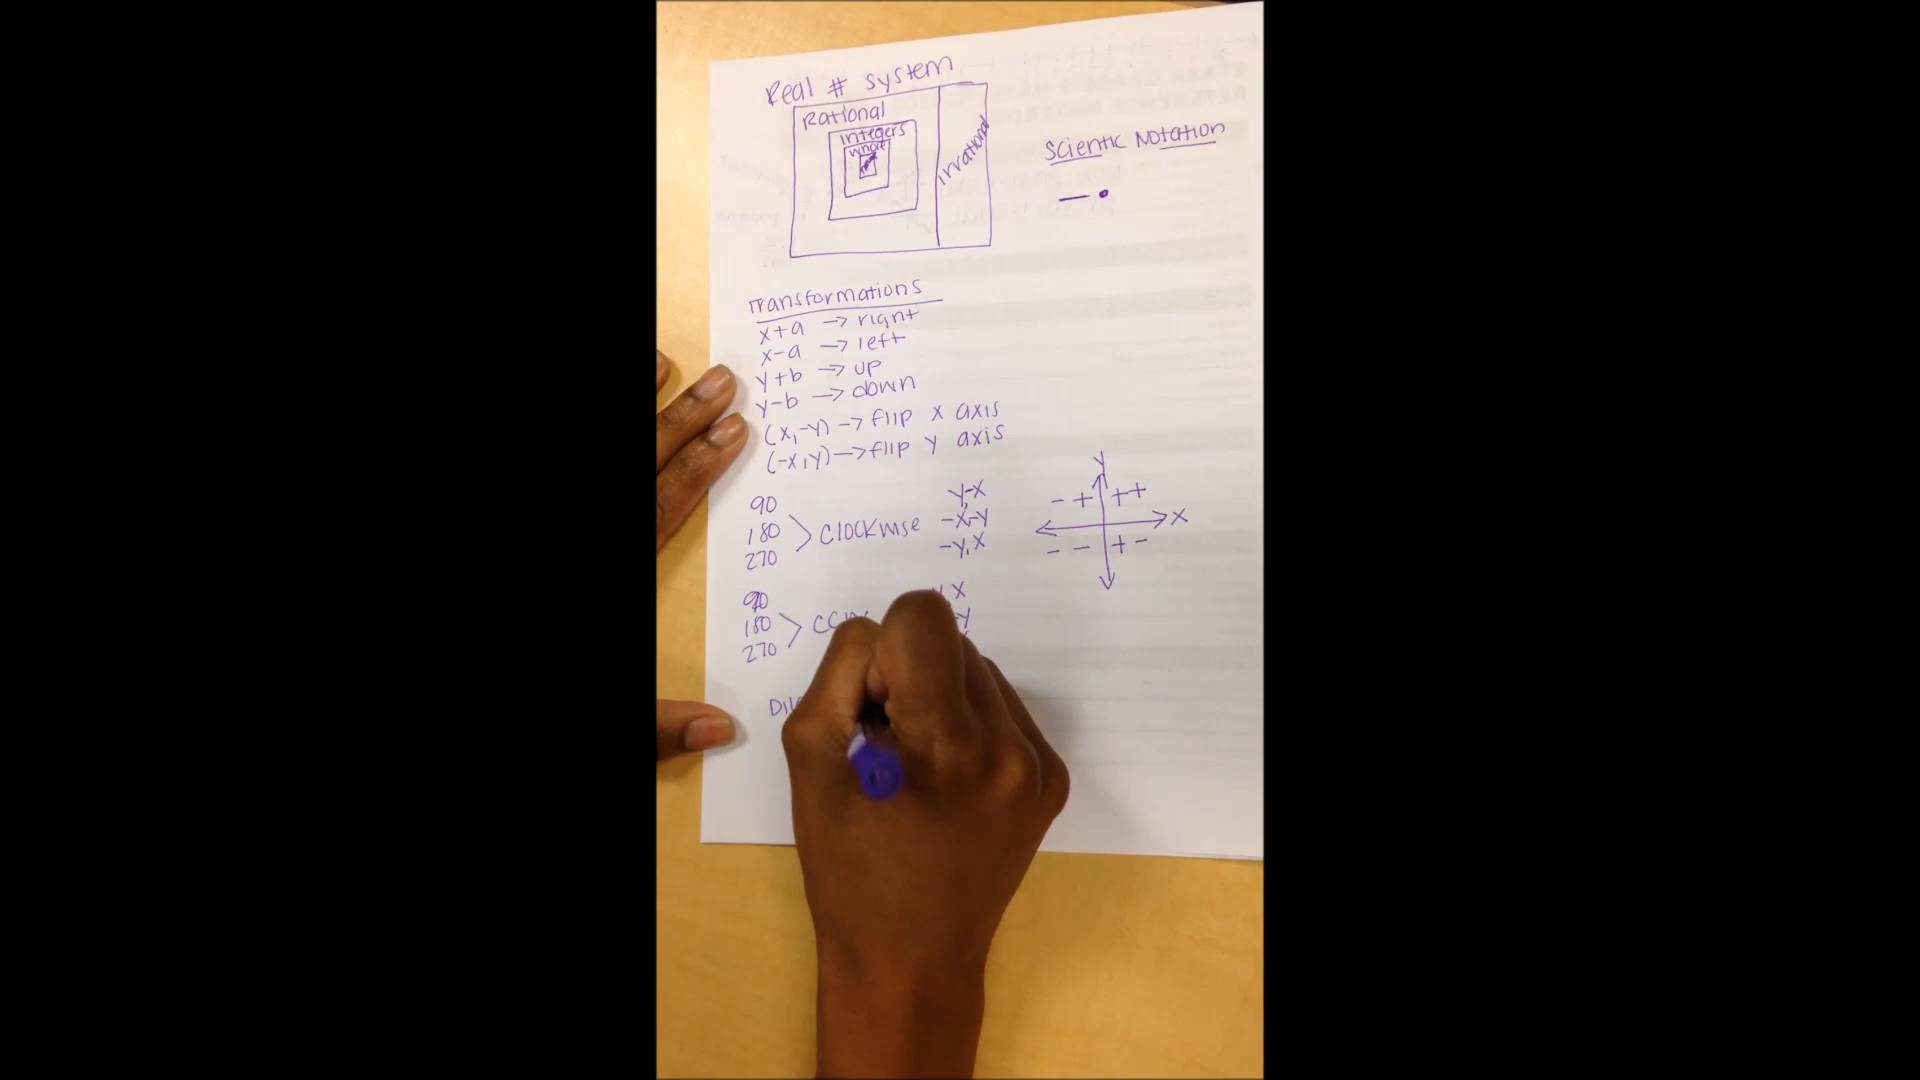 Real # system
Rational
integers
whole
irrational
Scientic Notation
Transformations
x+a → right
x-a → left
y+b → up
y-b → down
(x,-y) → flip x axis
(-x,y) → flip y axis
90
180
270
clockwise
y,-x
-x,-y
-y,x
y
x
- +
++
- -
+ -
90
180
270
x